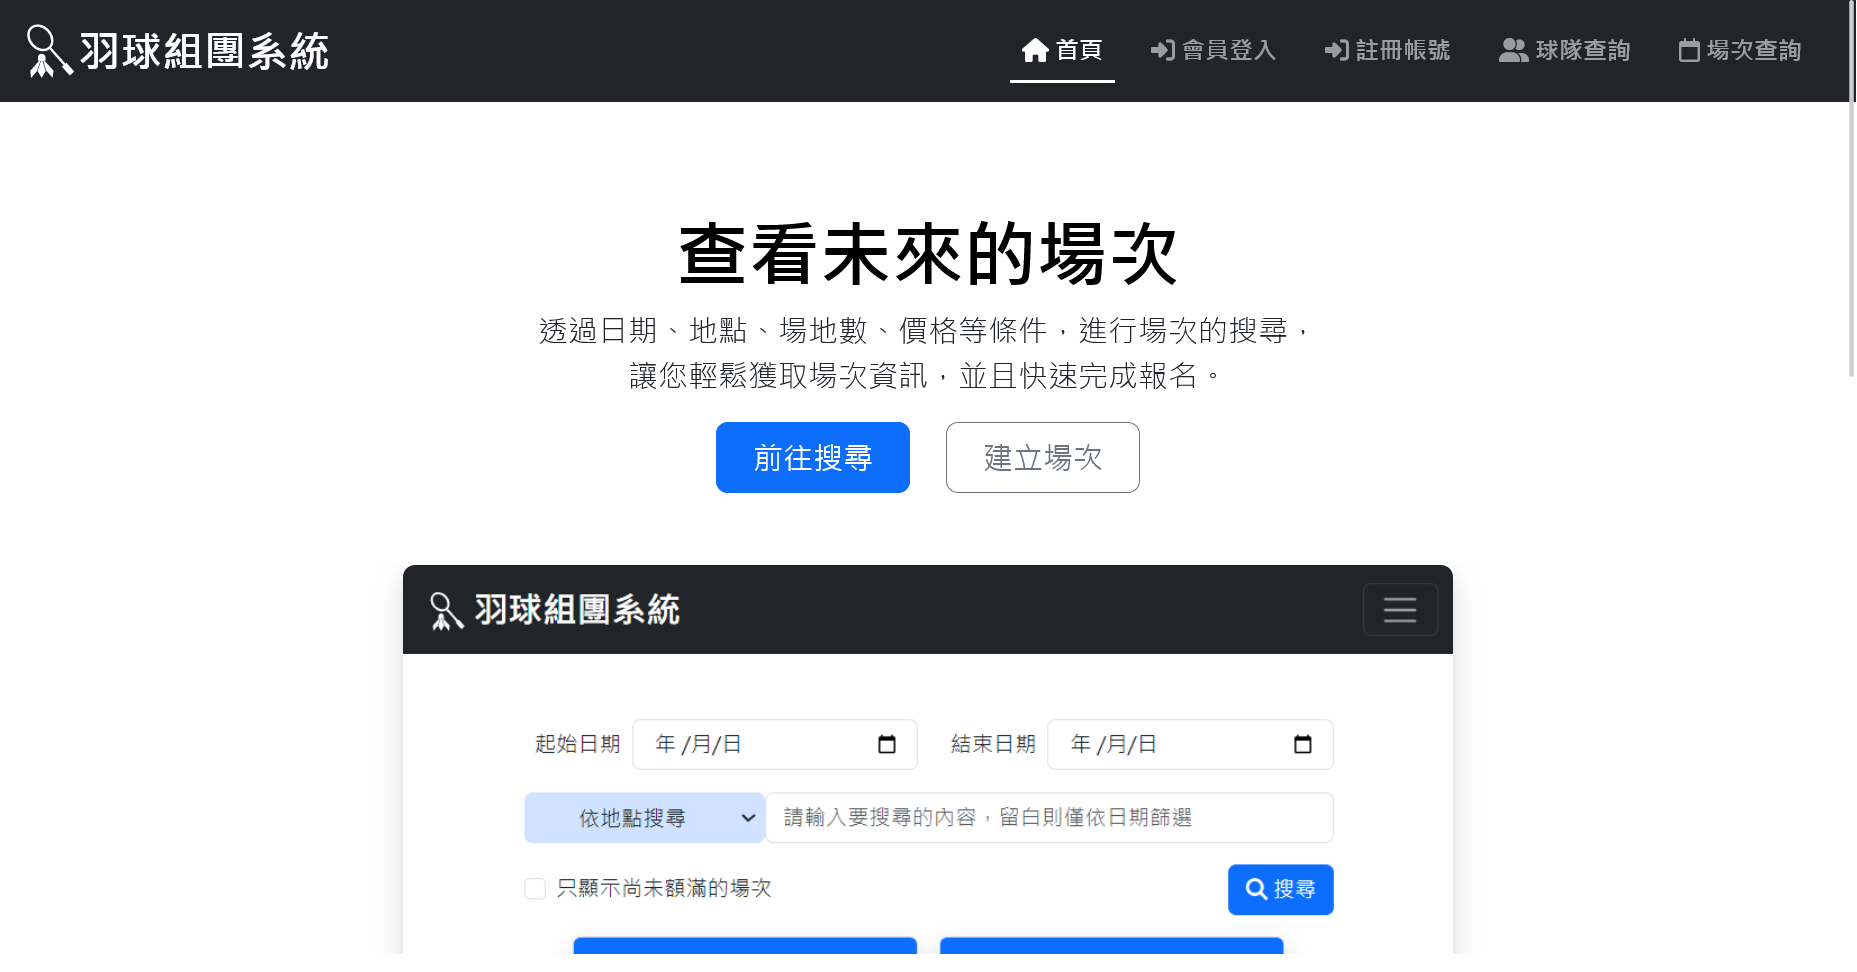 羽球組團系統
首頁
會員登入
註冊帳號
球隊查詢
場次查詢
查看未來的場次
透過日期、地點、場地數、價格等條件，進行場次的搜尋，
讓您輕鬆獲取場次資訊，並且快速完成報名。
前往搜尋
建立場次
羽球組團系統
起始日期 年 /月/日
結束日期 年 /月/日
依地點搜尋
請輸入要搜尋的內容，留白則僅依日期篩選
只顯示尚未額滿的場次
搜尋